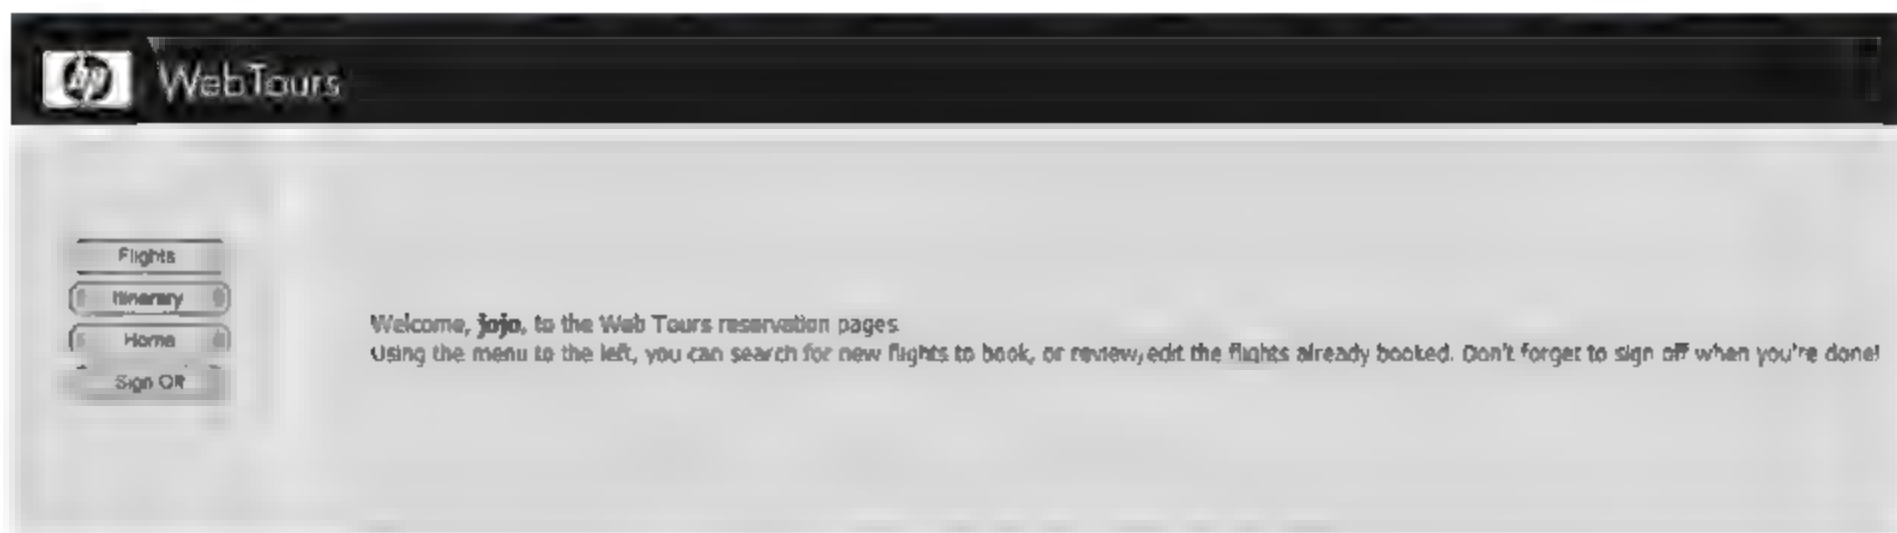 hp WebTours
Flights
Itinerary
Home
Sign Off
Welcome, jojo, to the Web Tours reservation pages.
Using the menu to the left, you can search for new flights to book, or review/edit the flights already booked. Don't forget to sign off when you're done!